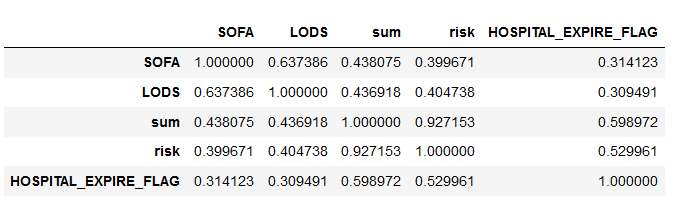 SOFA LODS sum risk HOSPITAL_EXPIRE_FLAG
SOFA 1.000000 0.637386 0.438075 0.399671 0.314123
LODS 0.637386 1.000000 0.436918 0.404738 0.309491
sum 0.438075 0.436918 1.000000 0.927153 0.598972
risk 0.399671 0.404738 0.927153 1.000000 0.529961
HOSPITAL_EXPIRE_FLAG 0.314123 0.309491 0.598972 0.529961 1.000000